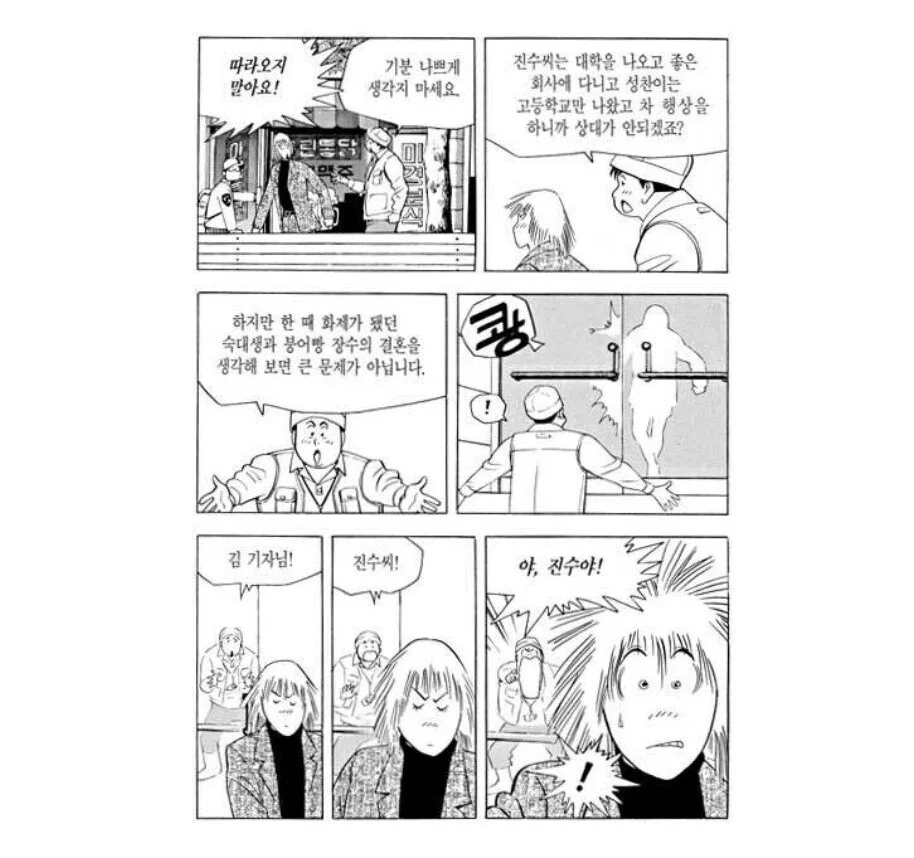 따라오지
말아요!
기분 나쁘게
생각지 마세요.
진수씨는 대학을 나오고 좋은
회사에 다니고 성찬이는
고등학교만 나왔고 차 행상을
하니까 상대가 안되겠죠?
하지만 한 때 화제가 됐던
숙대생과 붕어빵 장수의 결혼을
생각해 보면 큰 문제가 아닙니다.
쾅
!
김 기자님!
진수씨!
야, 진수야!
!